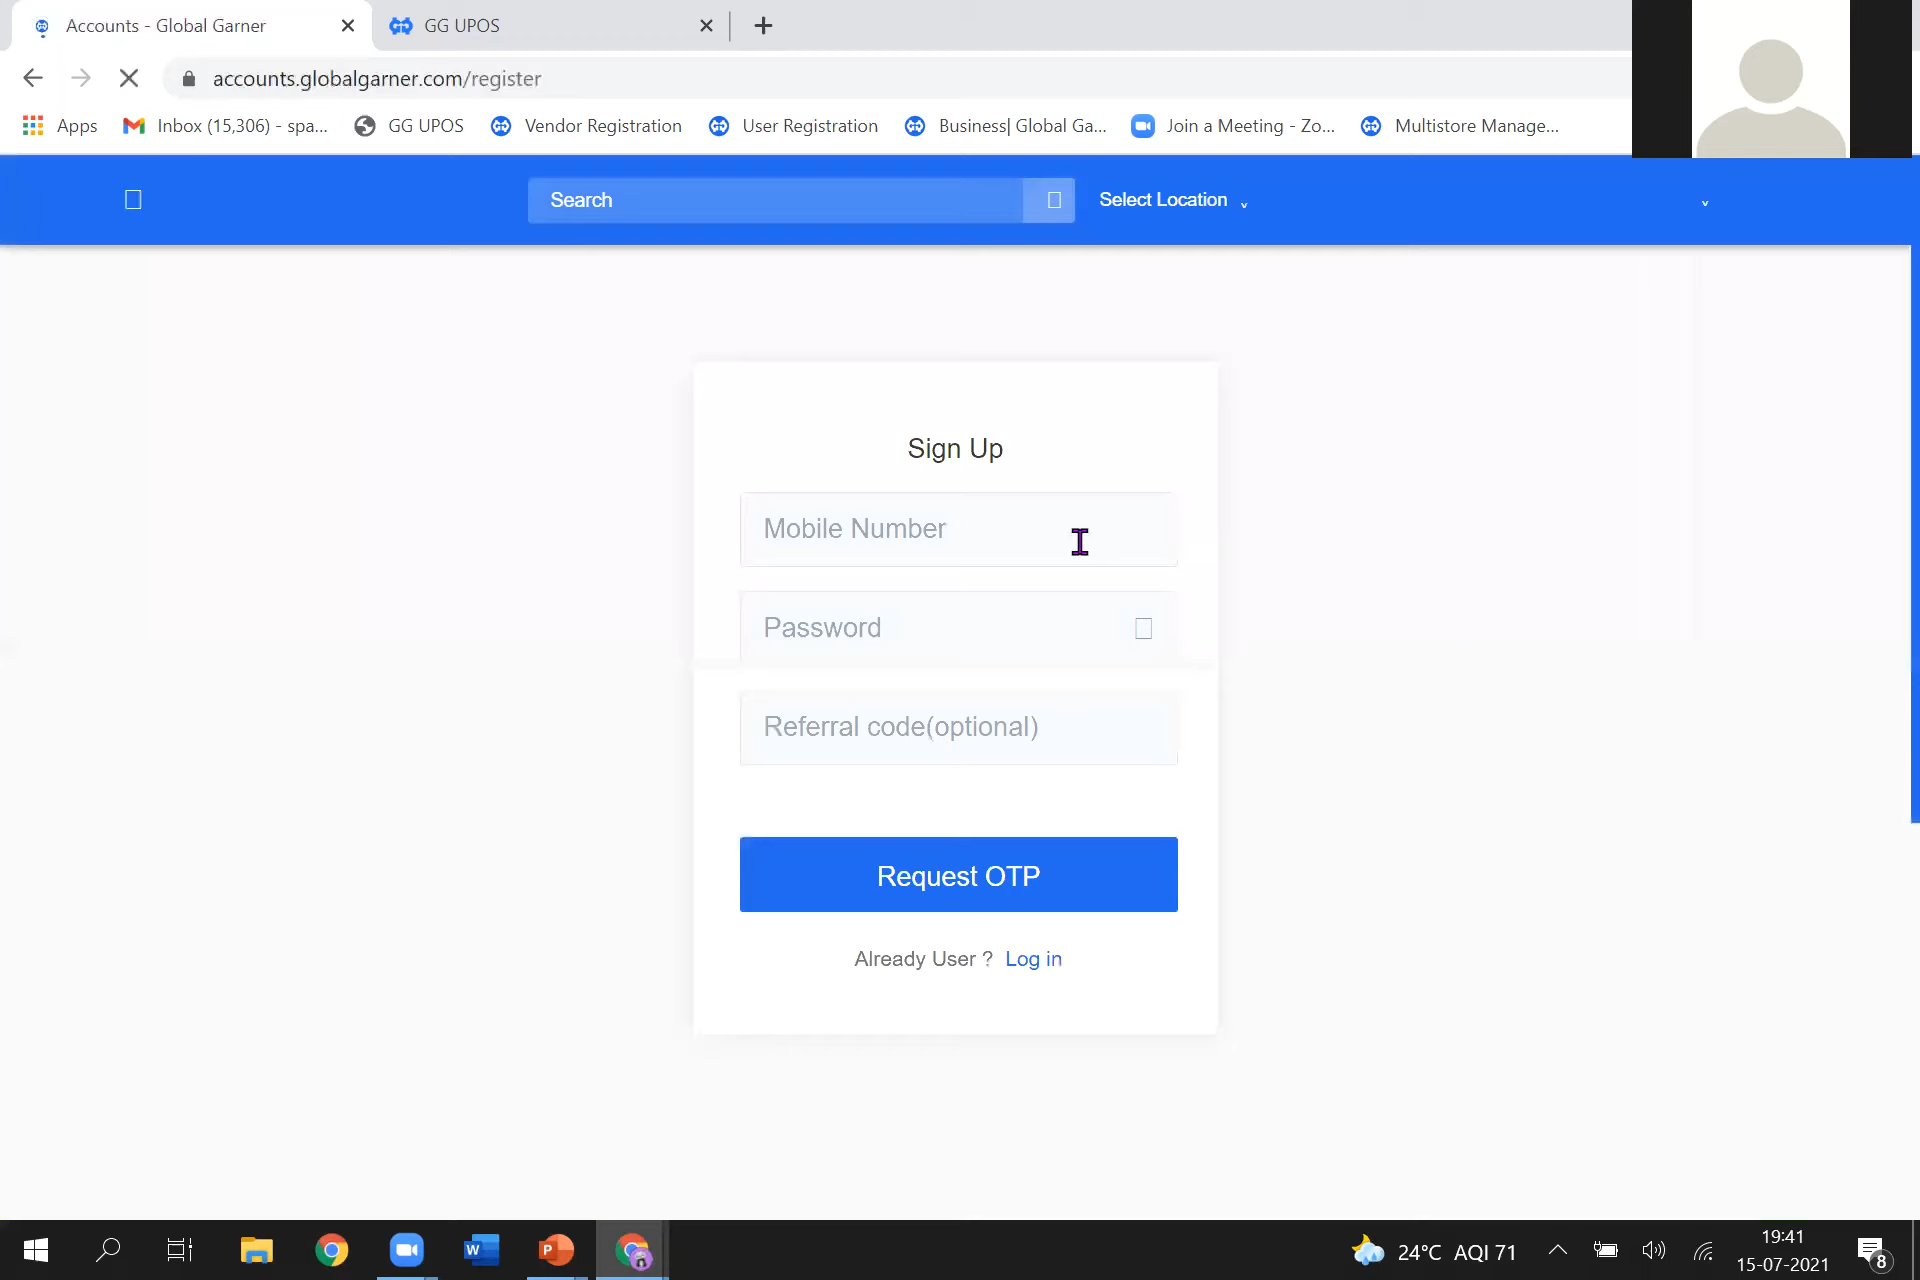 Accounts - Global Garner
GG UPOS
accounts.globalgarner.com/register
Apps
Inbox (15,306) - spa...
GG UPOS
Vendor Registration
User Registration
Business| Global Ga...
Join a Meeting - Zo...
Multistore Manage...
Search
Select Location
Sign Up
Mobile Number
Password
Referral code(optional)
Request OTP
Already User ? Log in
24°C AQI 71
19:41
15-07-2021
8